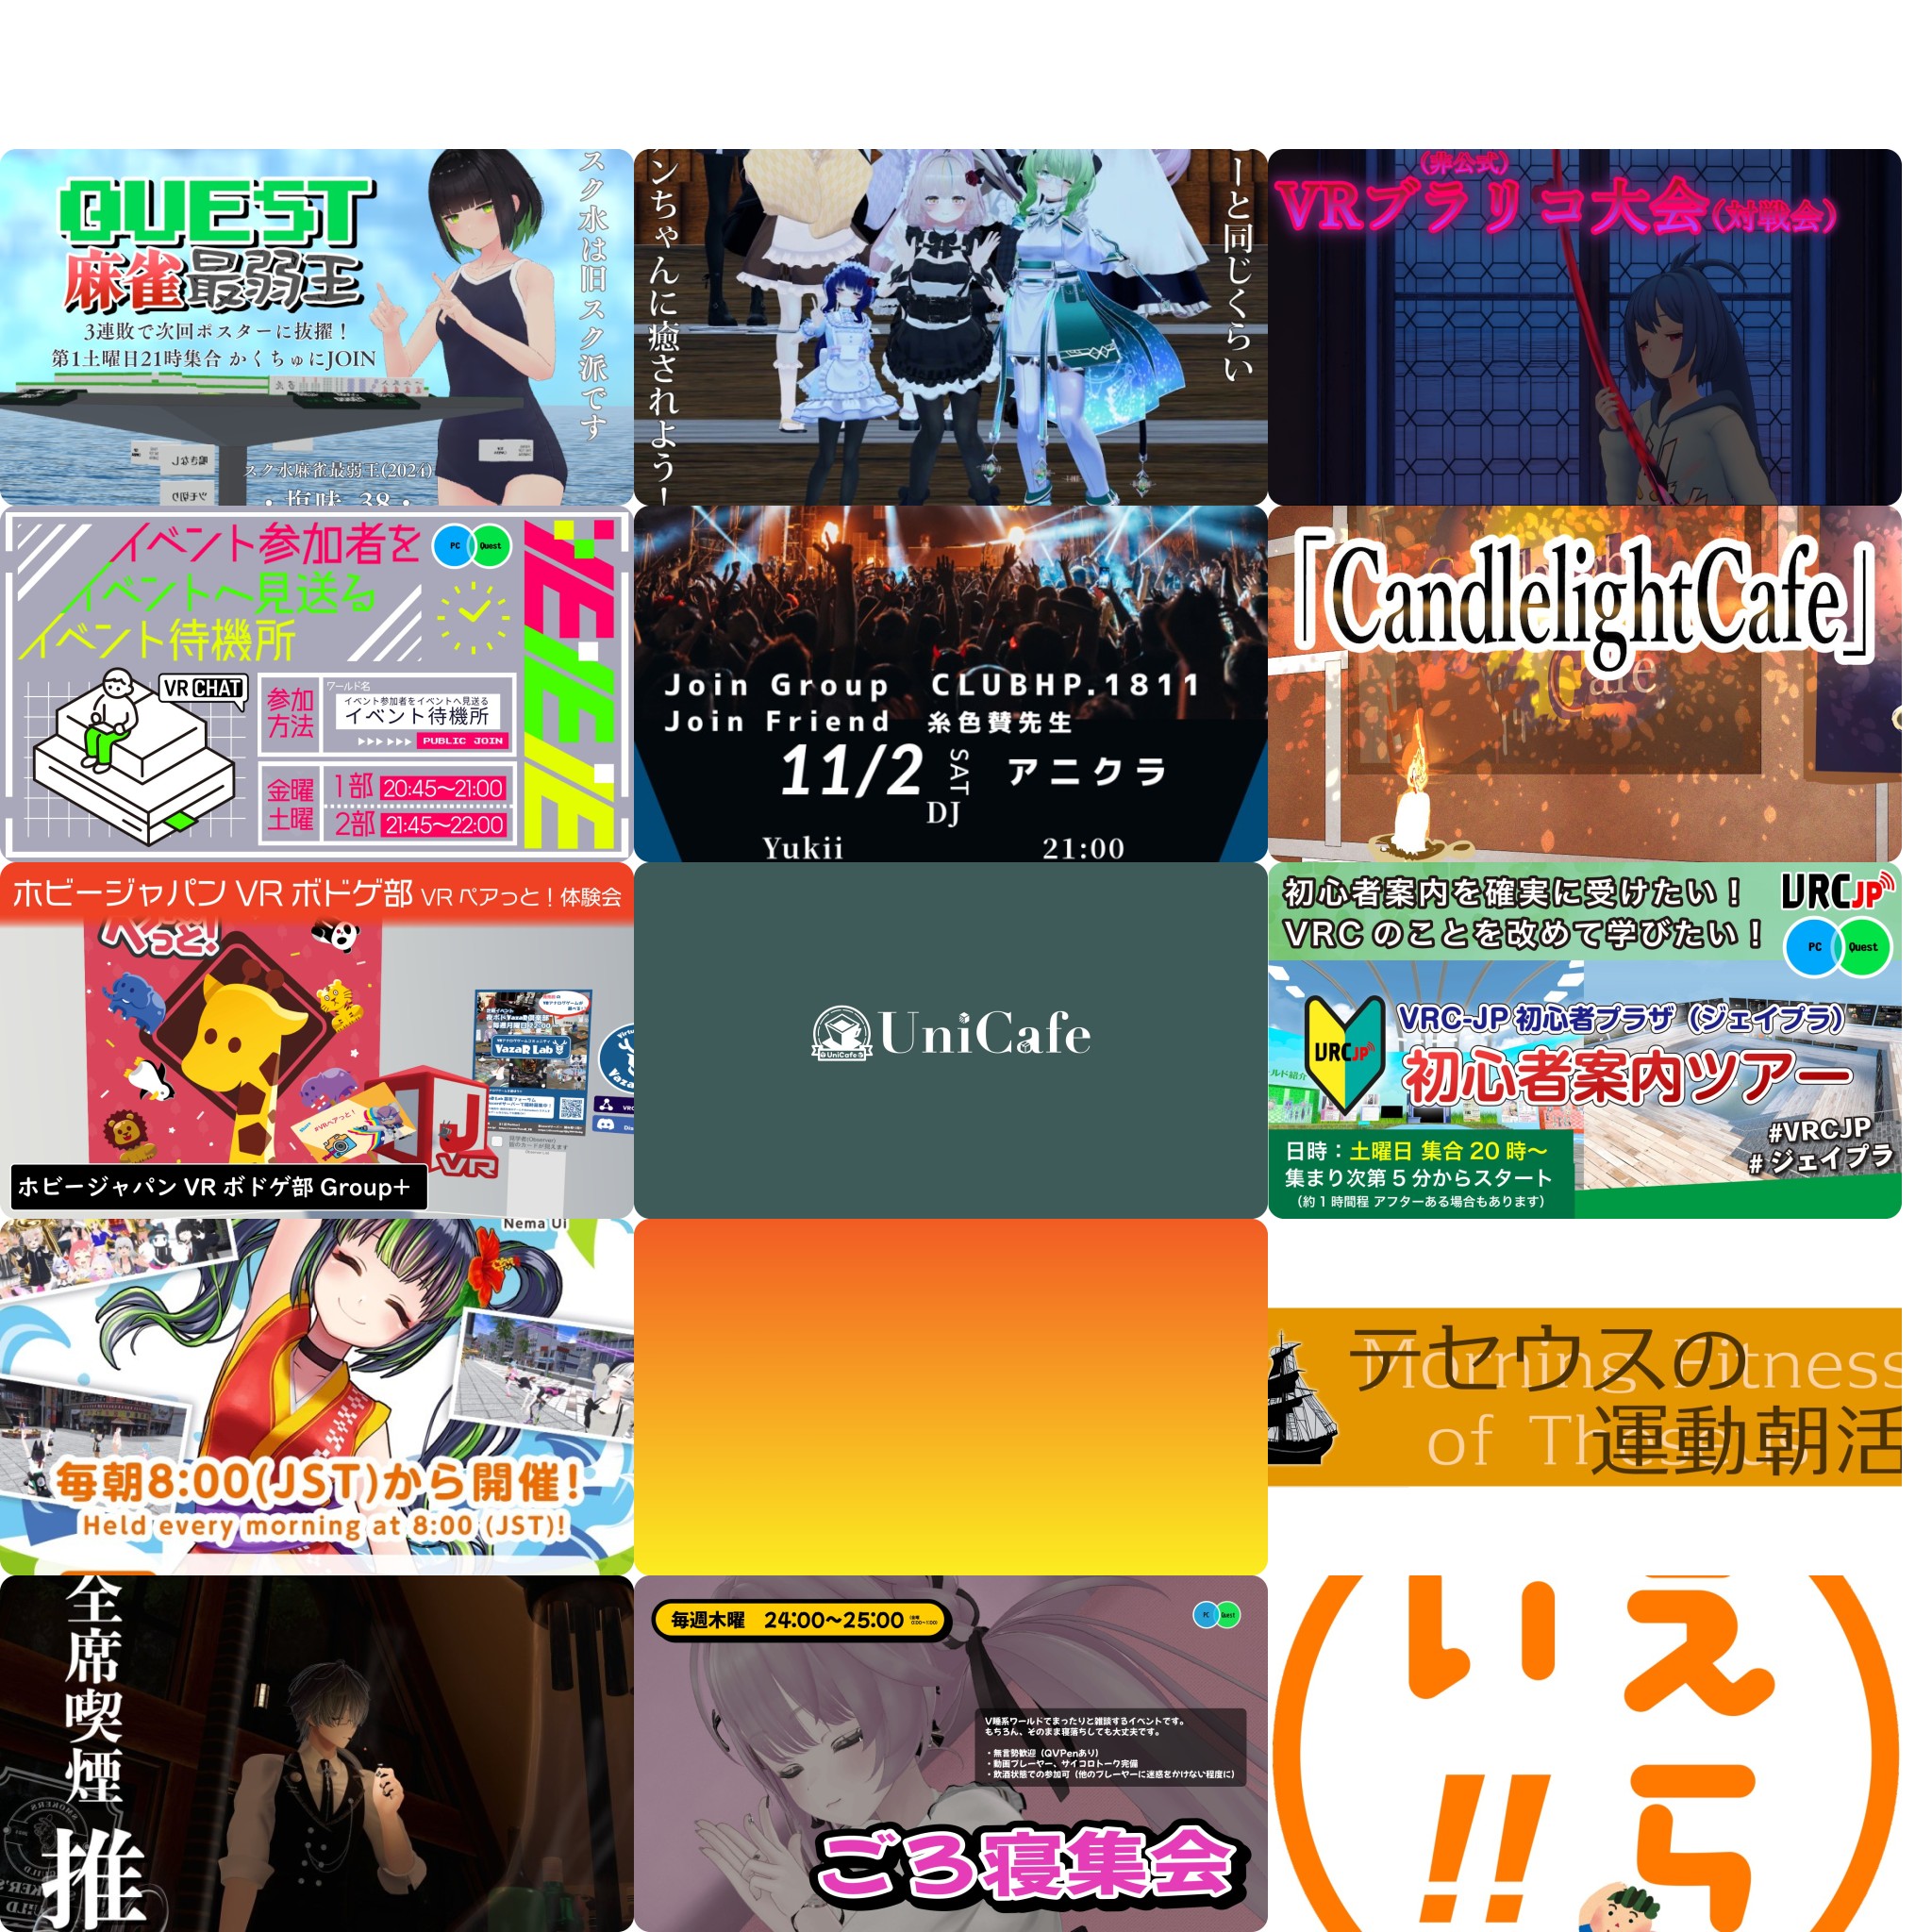 QUEST
麻雀最弱王
3連敗で次回ポスターに抜擢！
第1土曜日21時集合 かくちゅにJOIN
スク水は旧スク派です
スク水麻雀最弱王(2024)
・塩味 38・
ンちゃんに癒されよう！
ーと同じくらい
（非公式）
VRブラリコ大会（対戦会）
イベント参加者を
イベントへ見送る
イベント待機所
PC Quest
VRCHAT
参加方法
ワールド名
イベント参加者をイベントへ見送る
イベント待機所
PUBLIC JOIN
金曜
土曜
1部 20:45〜21:00
2部 21:45〜22:00
Join Group CLUBHP.1811
Join Friend 糸色賛先生
11/2 SAT アニクラ
DJ
Yukii 21:00
「CandlelightCafe」
Cafe
ホビージャパン VR ボドゲ部 VR ペアっと！体験会
ホビージャパン VR ボドゲ部 Group+
VazaR Lab
JVR
UniCafe
UniCafe
初心者案内を確実に受けたい！
VRC のことを改めて学びたい！
VRCJP
PC Quest
VRC-JP 初心者プラザ（ジェイプラ）
初心者案内ツアー
VRCJP
#VRCJP
#ジェイプラ
日時：土曜日 集合 20 時〜
集まり次第 5 分からスタート
（約 1 時間程 アフターある場合もあります）
Nema Ui
毎朝8:00(JST)から開催！
Held every morning at 8:00 (JST)!
テセウスの
運動朝活
Morning Fitness
of Theseus
全席喫煙 推
毎週木曜 24:00〜25:00
PC Quest
V睡系ワールドでまったりと雑談するイベントです。
もちろん、そのまま寝落ちしても大丈夫です。
・無言勢歓迎（QVPenあり）
・動画プレーヤー、サイコロトーク完備
・飲酒状態での参加可（他のプレーヤーに迷惑をかけない程度に）
ごろ寝集会
えら
い!!